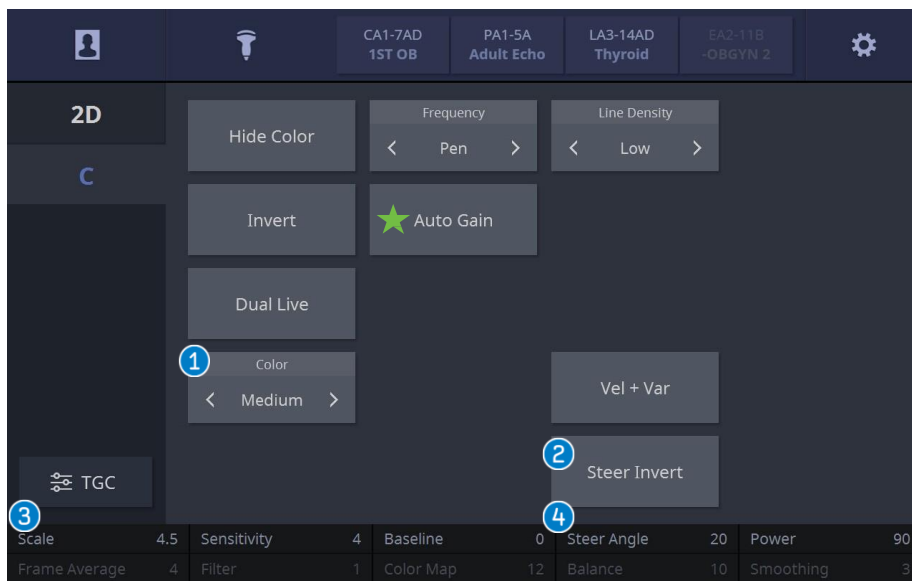 CA1-7AD
1ST OB
PA1-5A
Adult Echo
LA3-14AD
Thyroid
EA2-11B
-OBGYN 2
2D
C
Hide Color
Frequency
< Pen >
Line Density
< Low >
Invert
Auto Gain
Dual Live
1
Color
< Medium >
Vel + Var
2
Steer Invert
TGC
3
4
Scale 4.5 Sensitivity 4 Baseline 0 Steer Angle 20 Power 90
Frame Average 4 Filter 1 Color Map 12 Balance 10 Smoothing 3